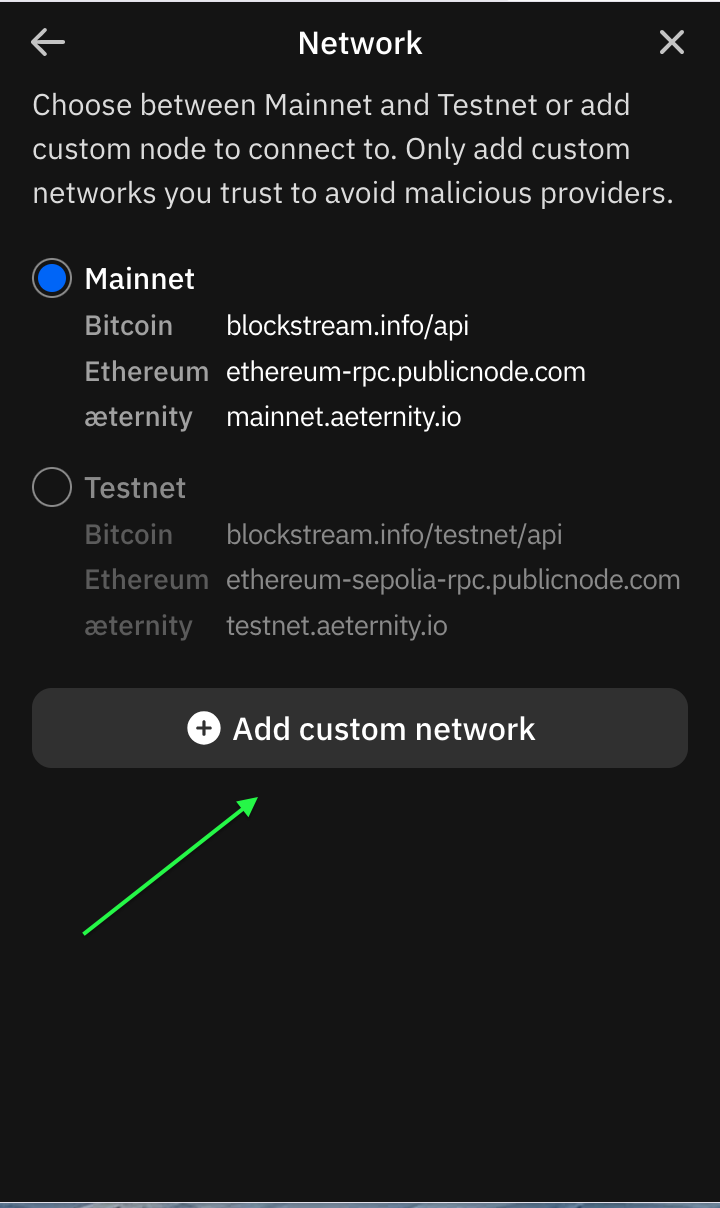 Network
Choose between Mainnet and Testnet or add
custom node to connect to. Only add custom
networks you trust to avoid malicious providers.
Mainnet
Bitcoin blockstream.info/api
Ethereum ethereum-rpc.publicnode.com
æternity mainnet.aeternity.io
Testnet
Bitcoin blockstream.info/testnet/api
Ethereum ethereum-sepolia-rpc.publicnode.com
æternity testnet.aeternity.io
Add custom network